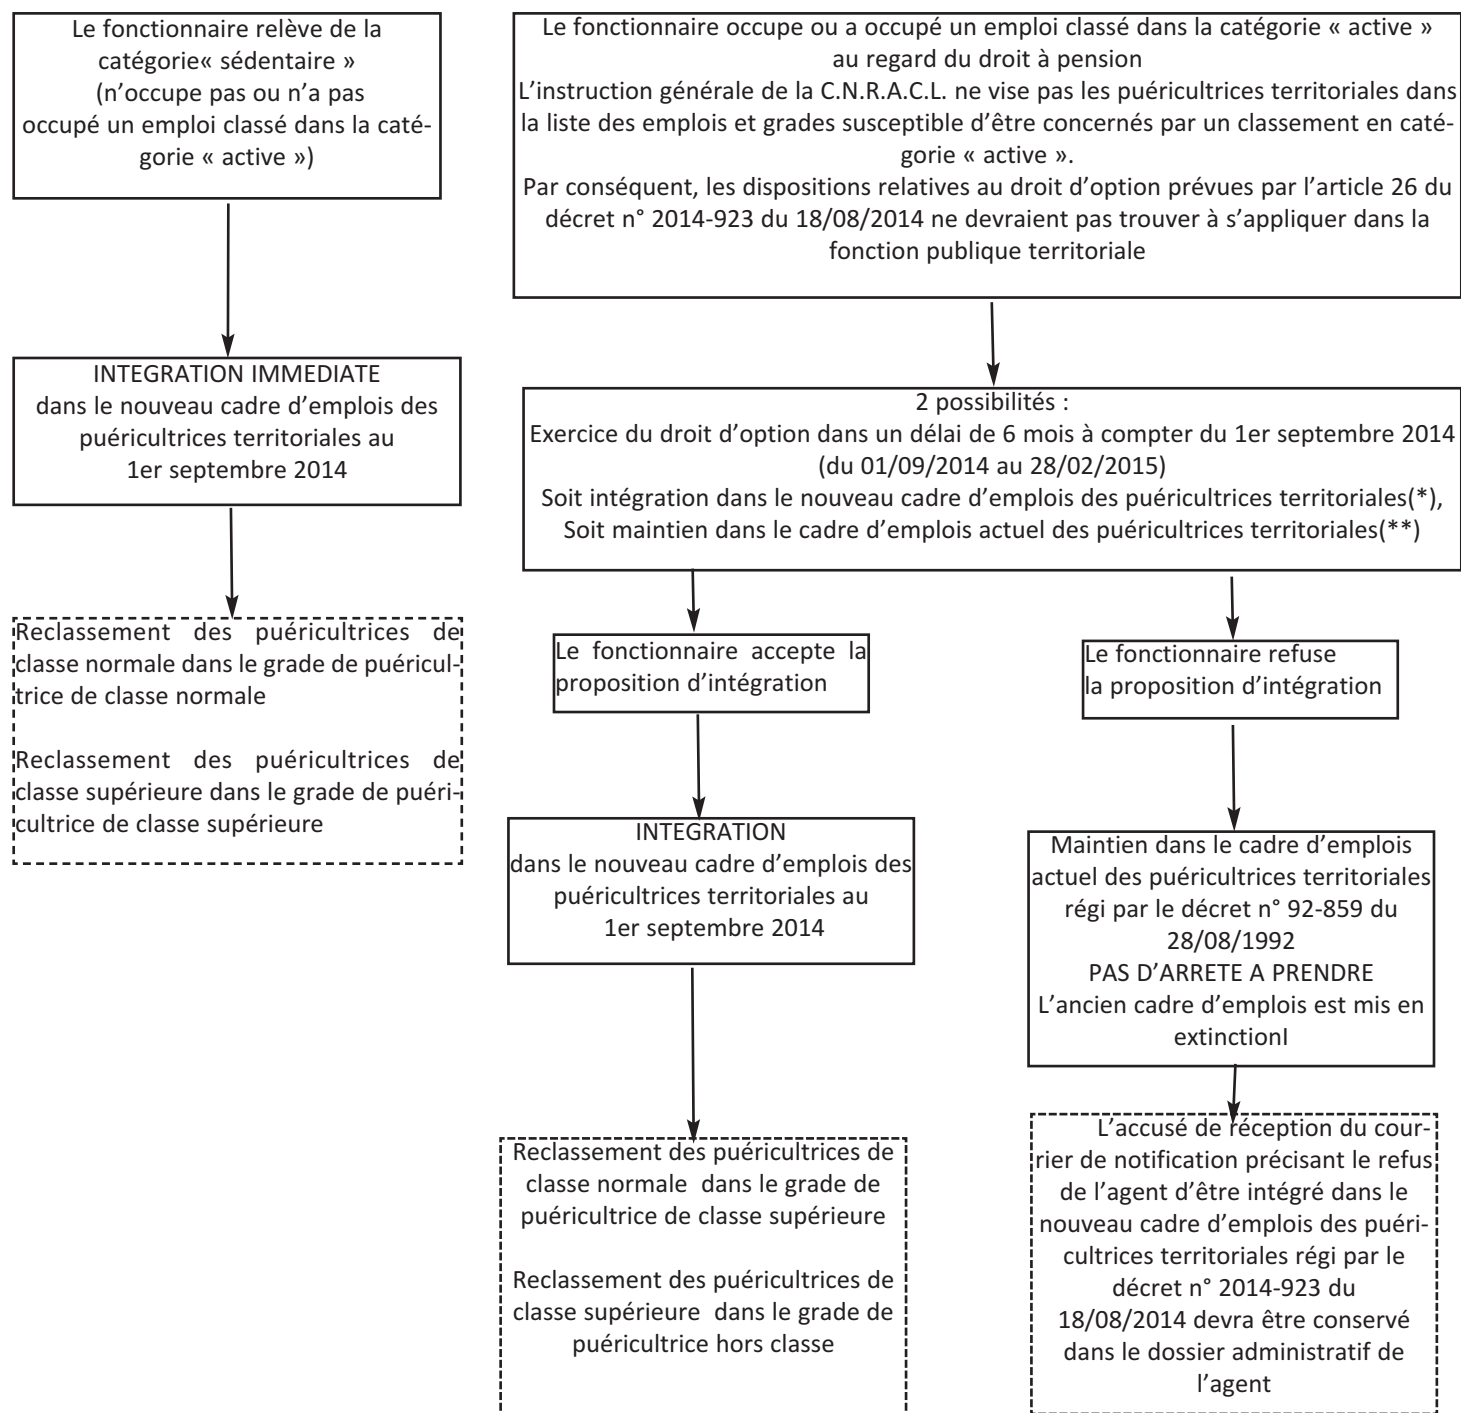 Le fonctionnaire relève de la
catégorie« sédentaire »
(n’occupe pas ou n’a pas
occupé un emploi classé dans la caté-
gorie « active »)
INTEGRATION IMMEDIATE
dans le nouveau cadre d’emplois des
puéricultrices territoriales au
1er septembre 2014
Reclassement des puéricultrices de
classe normale dans le grade de puéricul-
trice de classe normale
Reclassement des puéricultrices de
classe supérieure dans le grade de puéri-
cultrice de classe supérieure
Le fonctionnaire occupe ou a occupé un emploi classé dans la catégorie « active »
au regard du droit à pension
L’instruction générale de la C.N.R.A.C.L. ne vise pas les puéricultrices territoriales dans
la liste des emplois et grades susceptible d’être concernés par un classement en caté-
gorie « active ».
Par conséquent, les dispositions relatives au droit d’option prévues par l’article 26 du
décret n° 2014-923 du 18/08/2014 ne devraient pas trouver à s’appliquer dans la
fonction publique territoriale
2 possibilités :
Exercice du droit d’option dans un délai de 6 mois à compter du 1er septembre 2014
(du 01/09/2014 au 28/02/2015)
Soit intégration dans le nouveau cadre d’emplois des puéricultrices territoriales(*),
Soit maintien dans le cadre d’emplois actuel des puéricultrices territoriales(**)
Le fonctionnaire accepte la
proposition d’intégration
INTEGRATION
dans le nouveau cadre d’emplois des
puéricultrices territoriales au
1er septembre 2014
Reclassement des puéricultrices de
classe normale dans le grade de
puéricultrice de classe supérieure
Reclassement des puéricultrices de
classe supérieure dans le grade de
puéricultrice hors classe
Le fonctionnaire refuse
la proposition d’intégration
Maintien dans le cadre d’emplois
actuel des puéricultrices territoriales
régi par le décret n° 92-859 du
28/08/1992
PAS D’ARRETE A PRENDRE
L’ancien cadre d’emplois est mis en
extinctionI
L’accusé de réception du cour-
rier de notification précisant le refus
de l’agent d’être intégré dans le
nouveau cadre d’emplois des puéri-
cultrices territoriales régi par le
décret n° 2014-923 du
18/08/2014 devra être conservé
dans le dossier administratif de
l’agent